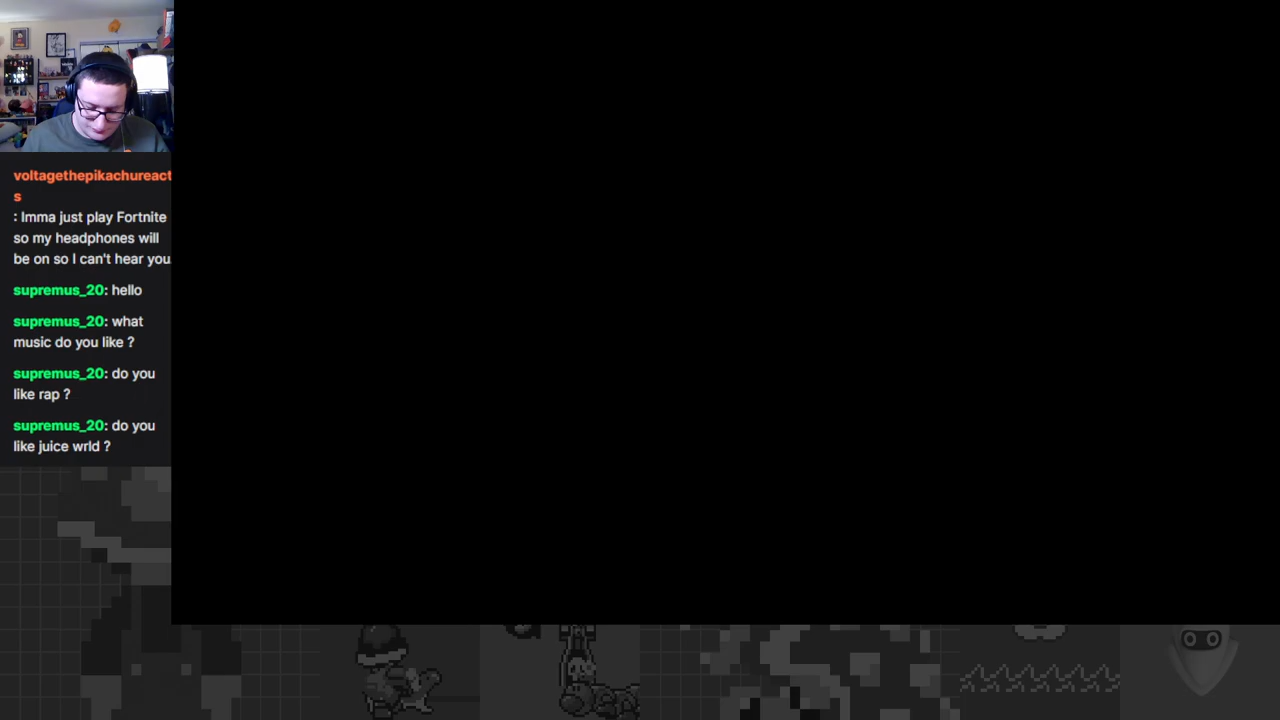 voltagethepikachureact
s
: Imma just play Fortnite
so my headphones will
be on so I can't hear you.
supremus_20: hello
supremus_20: what
music do you like ?
supremus_20: do you
like rap ?
supremus_20: do you
like juice wrld ?